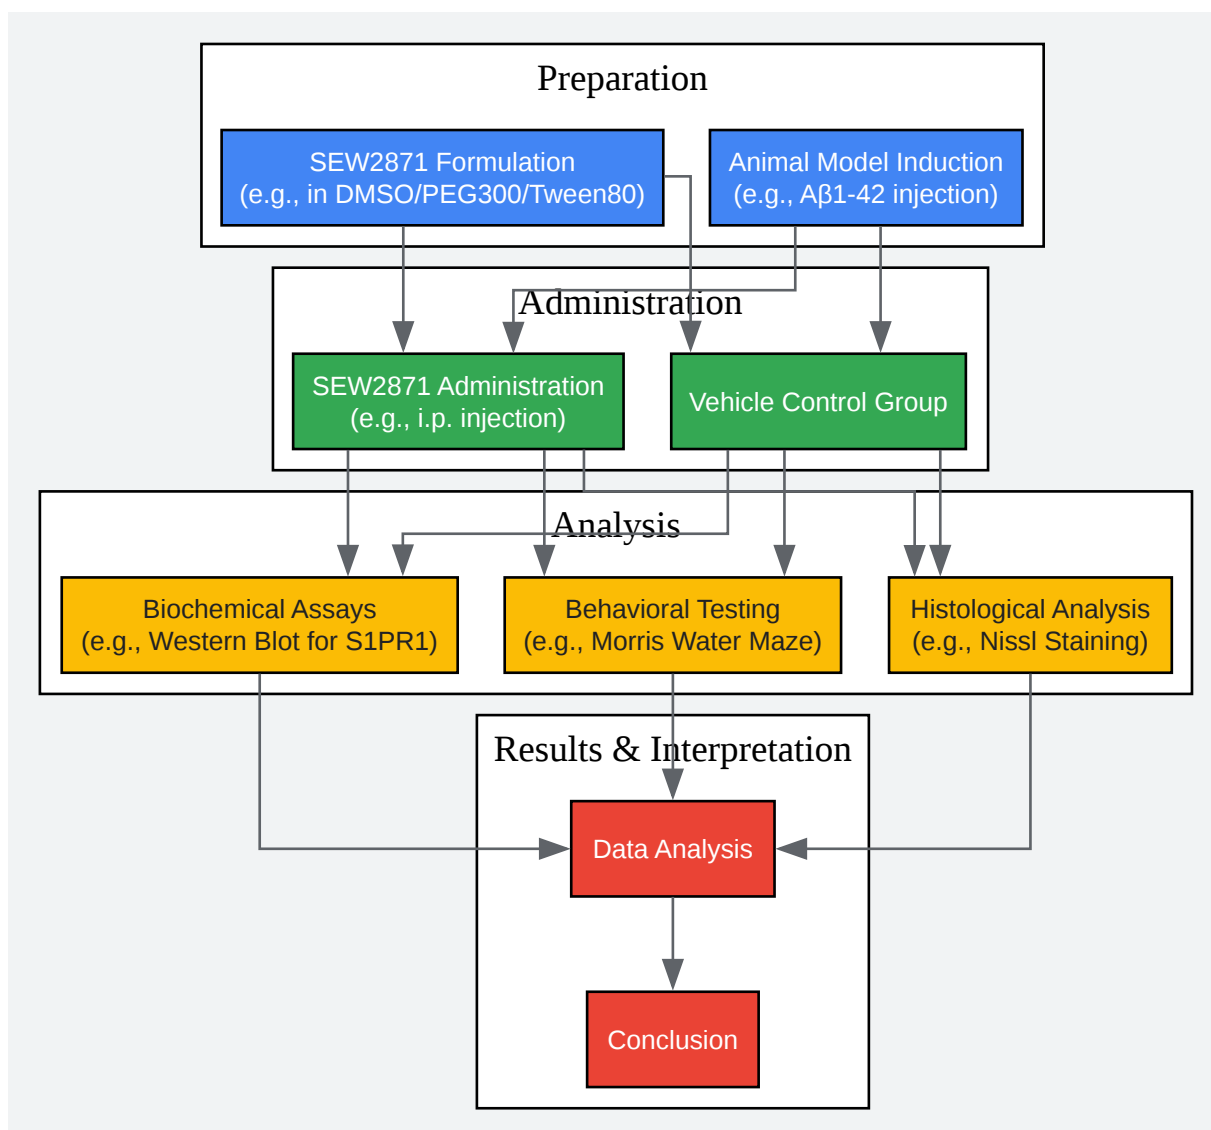 Preparation
SEW2871 Formulation
(e.g., in DMSO/PEG300/Tween80)
Animal Model Induction
(e.g., Aβ1-42 injection)
Administration
SEW2871 Administration
(e.g., i.p. injection)
Vehicle Control Group
Analysis
Biochemical Assays
(e.g., Western Blot for S1PR1)
Behavioral Testing
(e.g., Morris Water Maze)
Histological Analysis
(e.g., Nissl Staining)
Results & Interpretation
Data Analysis
Conclusion